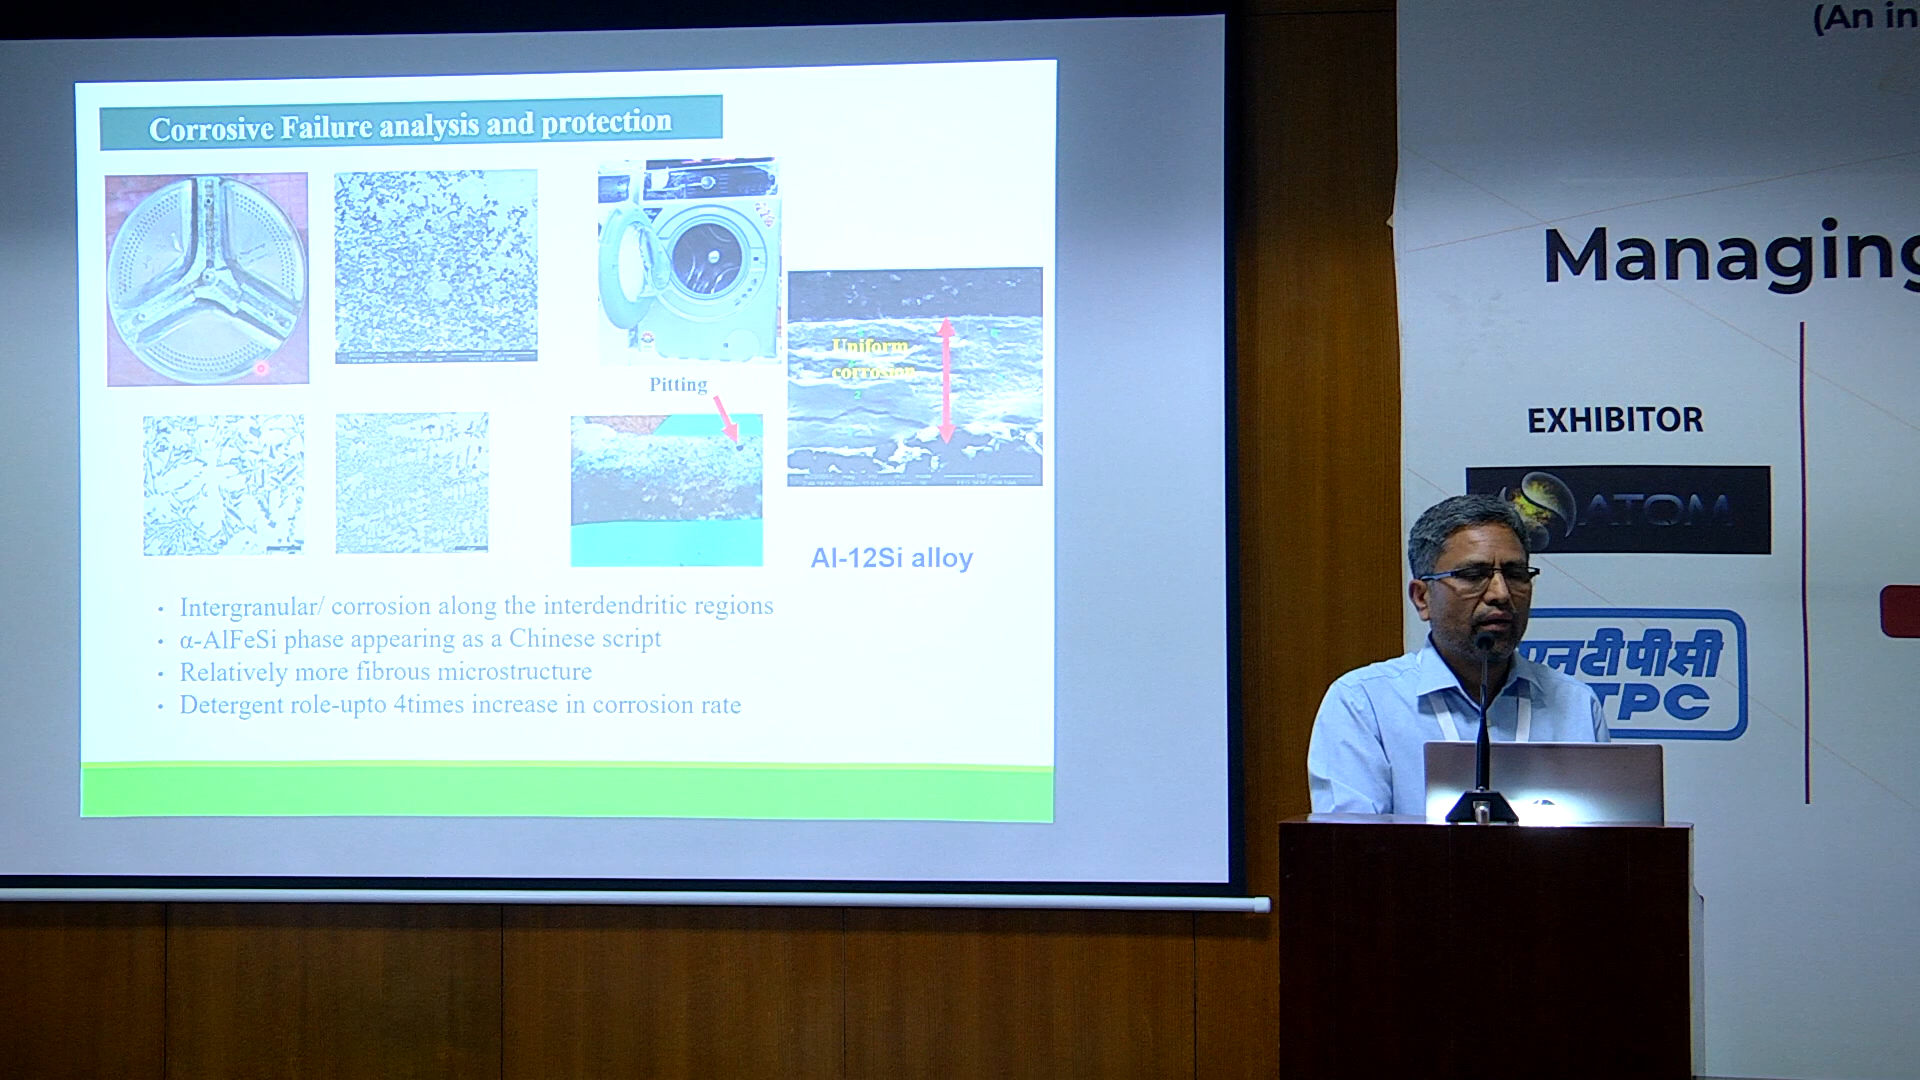 Corrosive Failure analysis and protection
Uniform
corrosion
2
Pitting
Al-12Si alloy
• Intergranular/ corrosion along the interdendritic regions
• α-AlFeSi phase appearing as a Chinese script
• Relatively more fibrous microstructure
• Detergent role-upto 4times increase in corrosion rate
(An in
Managing
EXHIBITOR
ATOM
एनटीपीसी
TPC